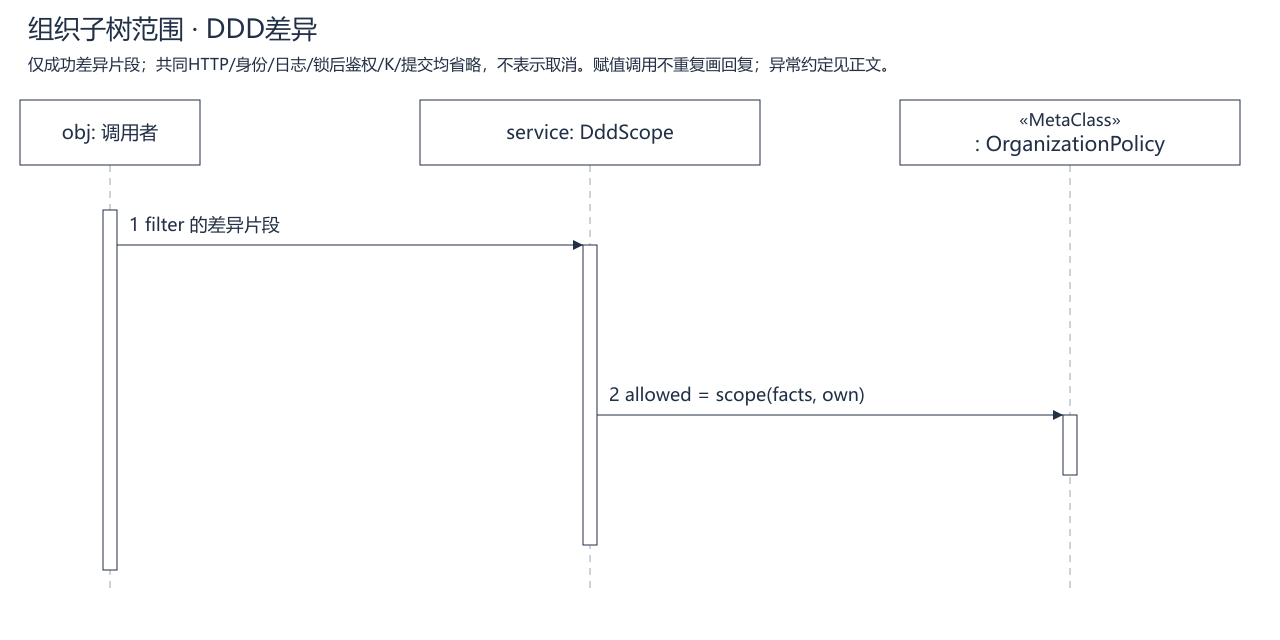 组织子树范围 · DDD差异
仅成功差异片段；共同HTTP/身份/日志/锁后鉴权/K/提交均省略，不表示取消。赋值调用不重复画回复；异常约定见正文。
obj: 调用者
service: DddScope
«MetaClass»
: OrganizationPolicy
1 filter 的差异片段
2 allowed = scope(facts, own)